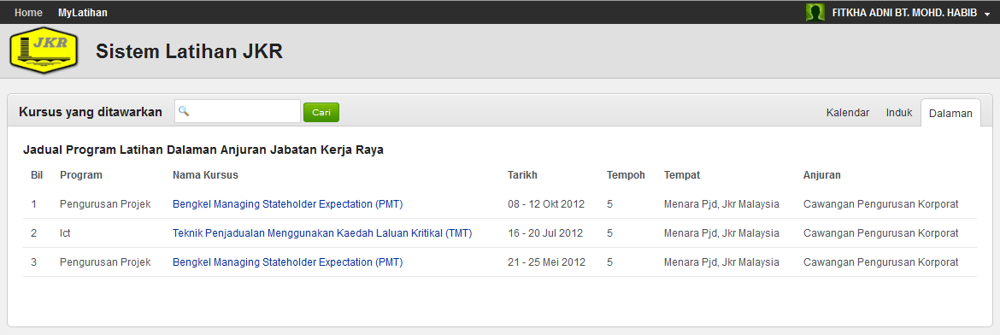 Home MyLatihan FITKHA ADNI BT. MOHD. HABIB
JKR Sistem Latihan JKR
Kursus yang ditawarkan Cari Kalendar Induk Dalaman
Jadual Program Latihan Dalaman Anjuran Jabatan Kerja Raya
Bil Program Nama Kursus Tarikh Tempoh Tempat Anjuran
1 Pengurusan Projek Bengkel Managing Stateholder Expectation (PMT) 08 - 12 Okt 2012 5 Menara Pjd, Jkr Malaysia Cawangan Pengurusan Korporat
2 Ict Teknik Penjadualan Menggunakan Kaedah Laluan Kritikal (TMT) 16 - 20 Jul 2012 5 Menara Pjd, Jkr Malaysia Cawangan Pengurusan Korporat
3 Pengurusan Projek Bengkel Managing Stateholder Expectation (PMT) 21 - 25 Mei 2012 5 Menara Pjd, Jkr Malaysia Cawangan Pengurusan Korporat